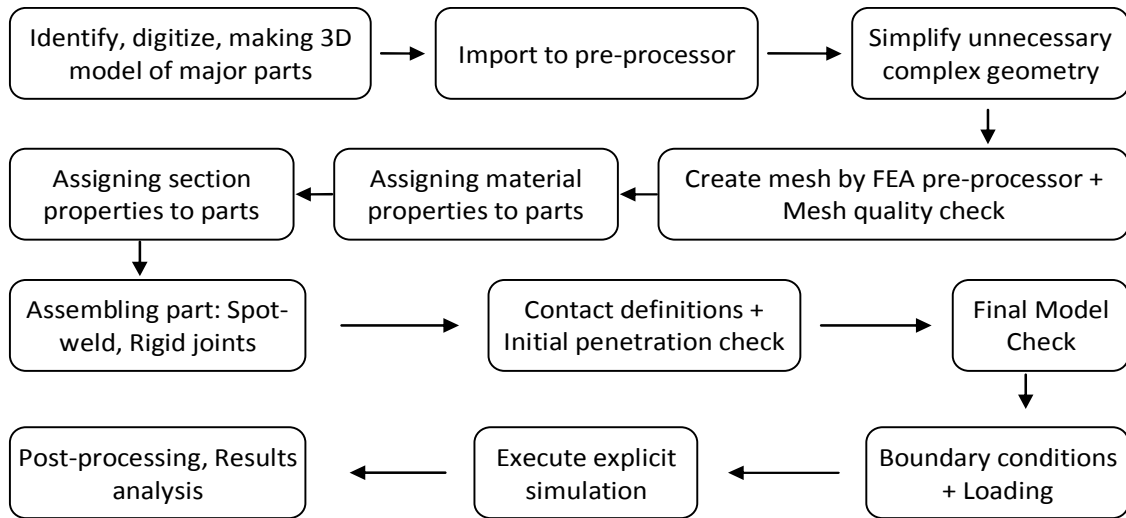 Identify, digitize, making 3D
model of major parts
Import to pre-processor
Simplify unnecessary
complex geometry
Assigning section
properties to parts
Assigning material
properties to parts
Create mesh by FEA pre-processor +
Mesh quality check
Assembling part: Spot-
weld, Rigid joints
Contact definitions +
Initial penetration check
Final Model
Check
Post-processing, Results
analysis
Execute explicit
simulation
Boundary conditions
+ Loading